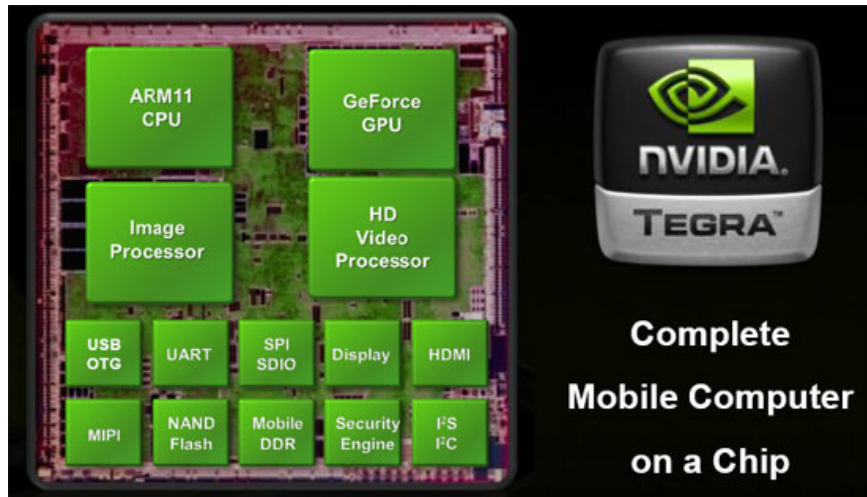 ARM11
CPU
GeForce
GPU
Image
Processor
HD
Video
Processor
USB
OTG
UART
SPI
SDIO
Display
HDMI
MIPI
NAND
Flash
Mobile
DDR
Security
Engine
I²S
I²C
NVIDIA.
TEGRA™
Complete
Mobile Computer
on a Chip